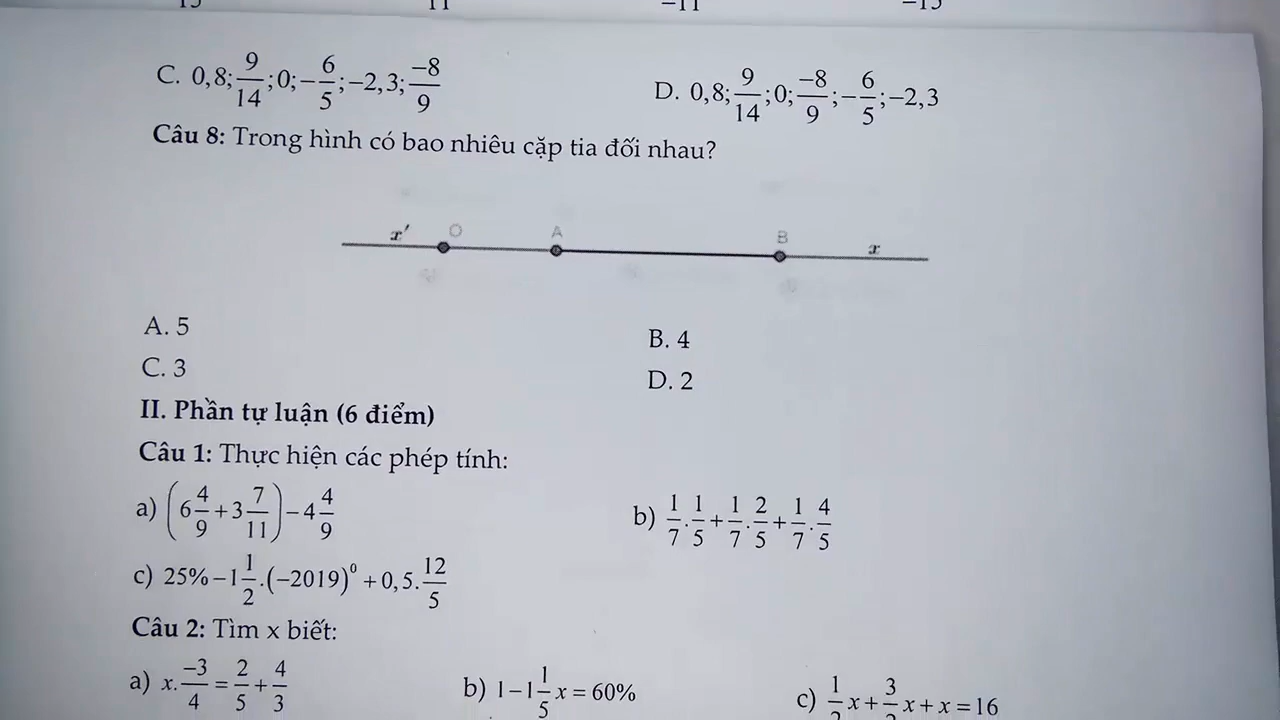 11
-11
C. 0,8; 9/14; 0; -6/5; -2,3; -8/9
D. 0,8; 9/14; 0; -8/9; -6/5; -2,3
Câu 8: Trong hình có bao nhiêu cặp tia đối nhau?
x' O A B x
A. 5
B. 4
C. 3
D. 2
II. Phần tự luận (6 điểm)
Câu 1: Thực hiện các phép tính:
a) (6 4/9 + 3 7/11) - 4 4/9
b) 1/7 . 1/5 + 1/7 . 2/5 + 1/7 . 4/5
c) 25% - 1 1/2 . (-2019)^0 + 0,5 . 12/5
Câu 2: Tìm x biết:
a) x . -3/4 = 2/5 + 4/3
b) 1 - 1 1/5 x = 60%